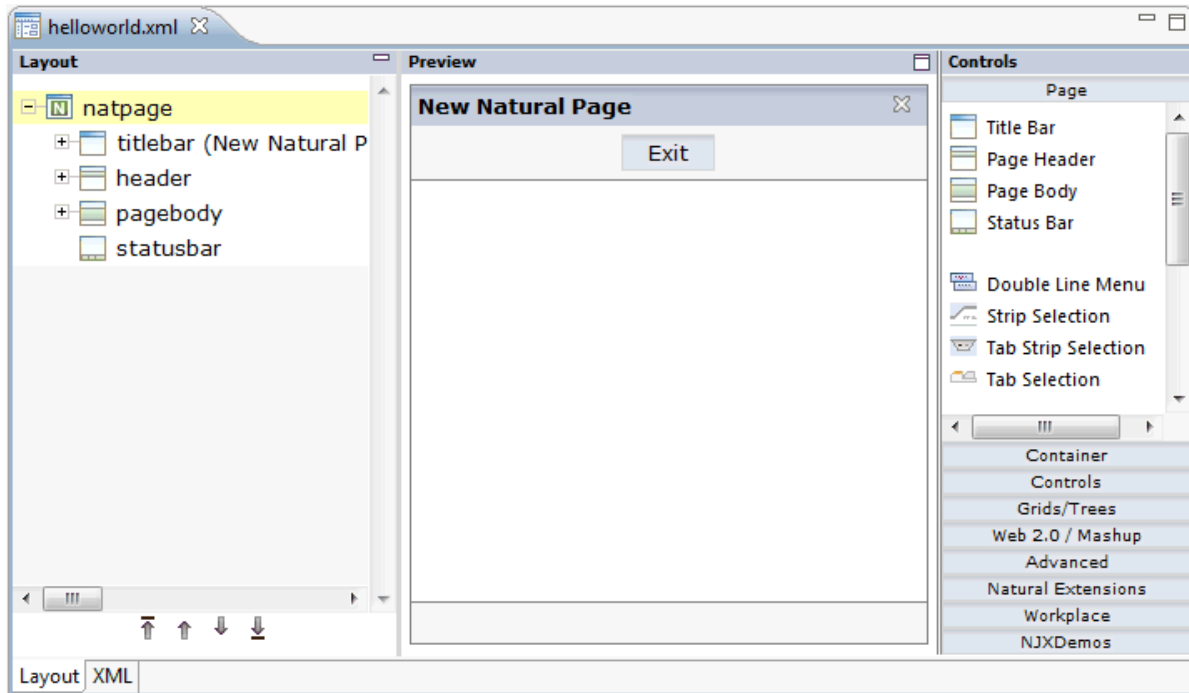 helloworld.xml
Layout
natpage
titlebar (New Natural P
header
pagebody
statusbar
Preview
New Natural Page
Exit
Controls
Page
Title Bar
Page Header
Page Body
Status Bar
Double Line Menu
Strip Selection
Tab Strip Selection
Tab Selection
Container
Controls
Grids/Trees
Web 2.0 / Mashup
Advanced
Natural Extensions
Workplace
NJXDemos
Layout XML